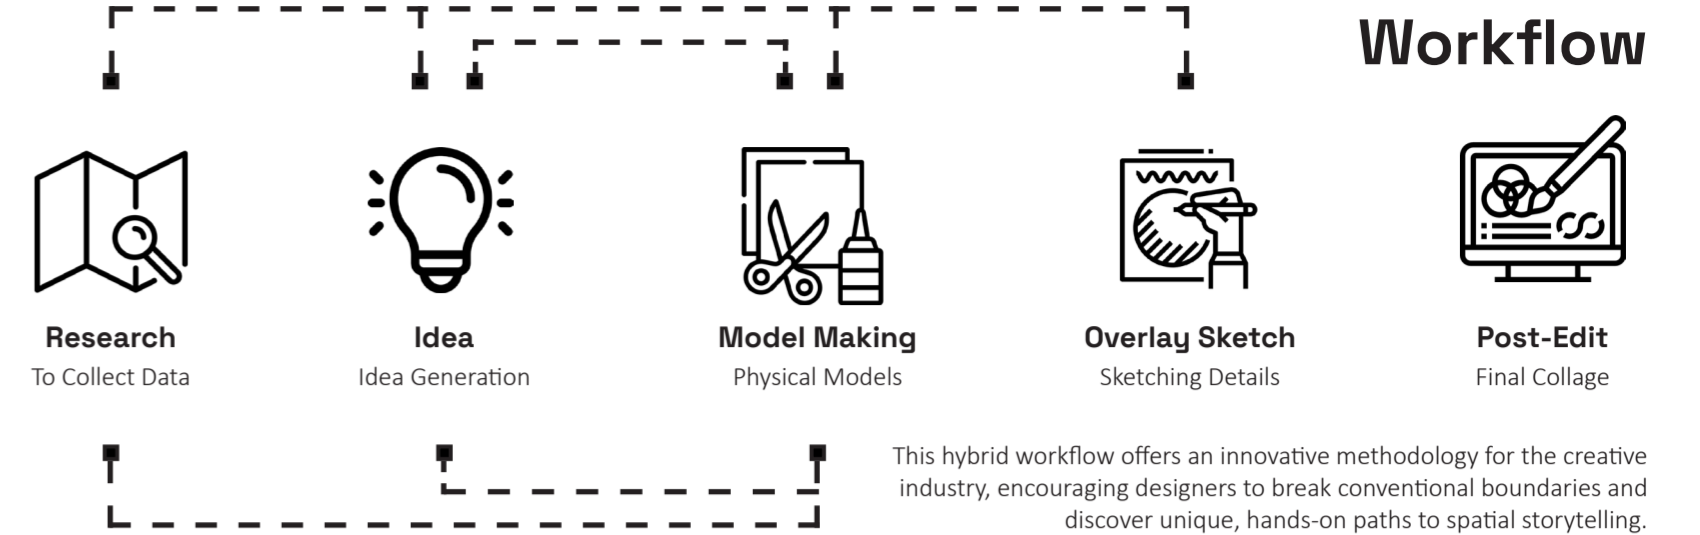 Workflow
Research
To Collect Data
Idea
Idea Generation
Model Making
Physical Models
Overlay Sketch
Sketching Details
Post-Edit
Final Collage
This hybrid workflow offers an innovative methodology for the creative
industry, encouraging designers to break conventional boundaries and
discover unique, hands-on paths to spatial storytelling.